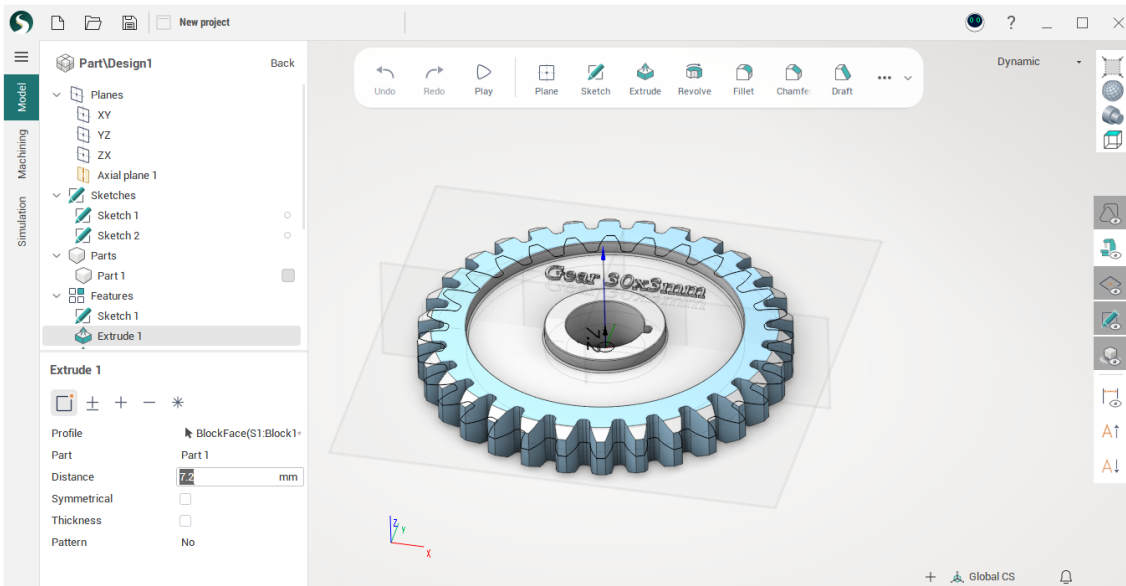 New project
?
Part\Design1
Back
Model
Machining
Simulation
Planes
XY
YZ
ZX
Axial plane 1
Sketches
Sketch 1
Sketch 2
Parts
Part 1
Features
Sketch 1
Extrude 1
Extrude 1
Profile BlockFace(S1:Block1
Part Part 1
Distance 7.2 mm
Symmetrical
Thickness
Pattern No
Undo Redo Play Plane Sketch Extrude Revolve Fillet Chamfe Draft
Dynamic
Gear 30x3mm
Z
Y
X
A
A
Global CS